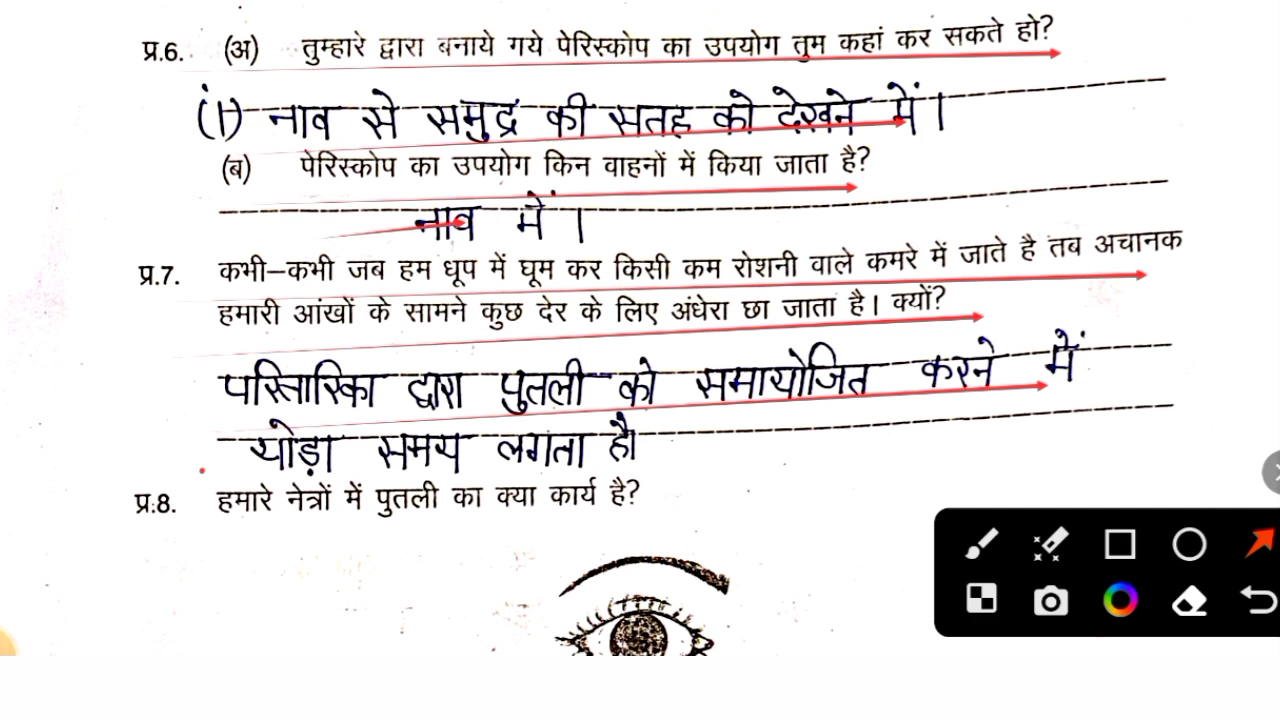 प्र.6. (अ) तुम्हारे द्वारा बनाये गये पेरिस्कोप का उपयोग तुम कहां कर सकते हो?
(i) नाव से समुद्र की सतह को देखने में।
(ब) पेरिस्कोप का उपयोग किन वाहनों में किया जाता है?
नाव में ।
प्र.7. कभी–कभी जब हम धूप में घूम कर किसी कम रोशनी वाले कमरे में जाते है तब अचानक
हमारी आंखों के सामने कुछ देर के लिए अंधेरा छा जाता है। क्यों?
परितारिका द्वारा पुतली को समायोजित करने में
थोड़ा समय लगता है।
प्र.8. हमारे नेत्रों में पुतली का क्या कार्य है?